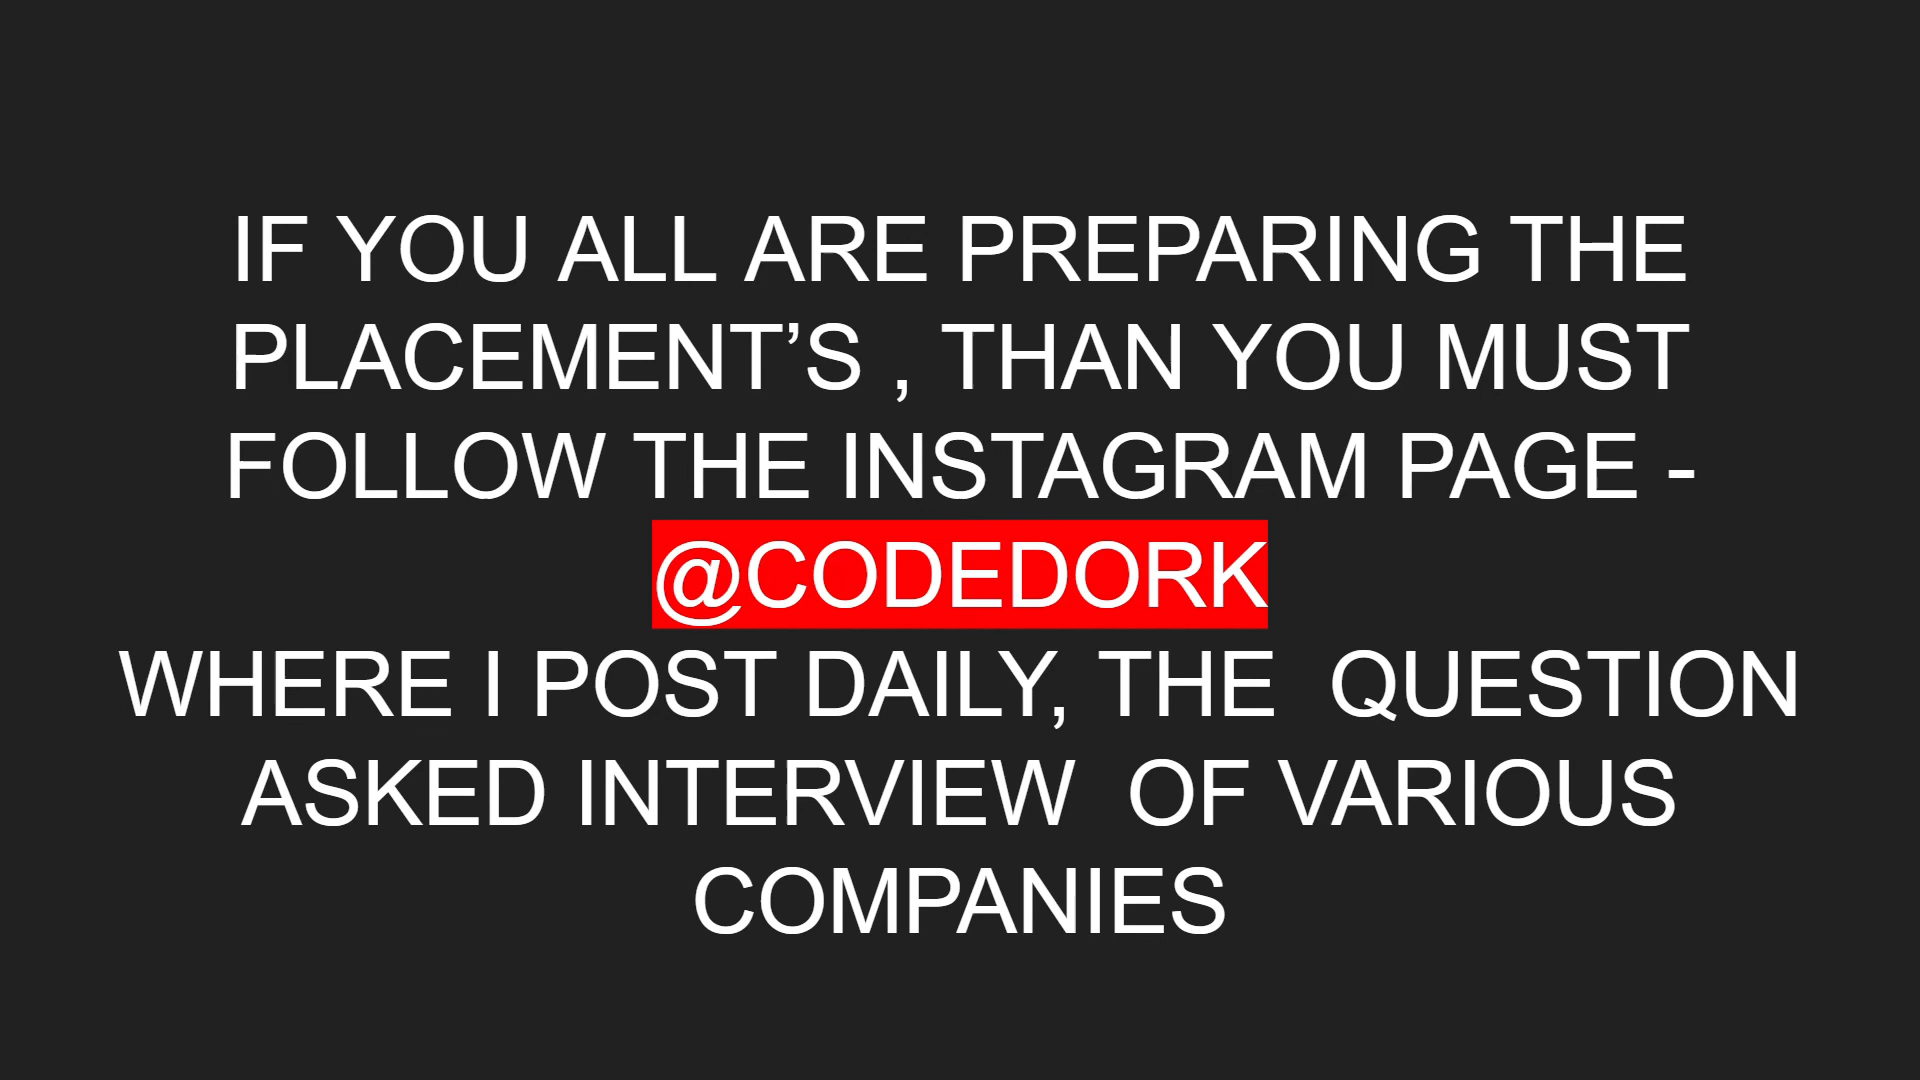 IF YOU ALL ARE PREPARING THE
PLACEMENT’S , THAN YOU MUST
FOLLOW THE INSTAGRAM PAGE -
@CODEDORK
WHERE I POST DAILY, THE  QUESTION
ASKED INTERVIEW  OF VARIOUS
COMPANIES